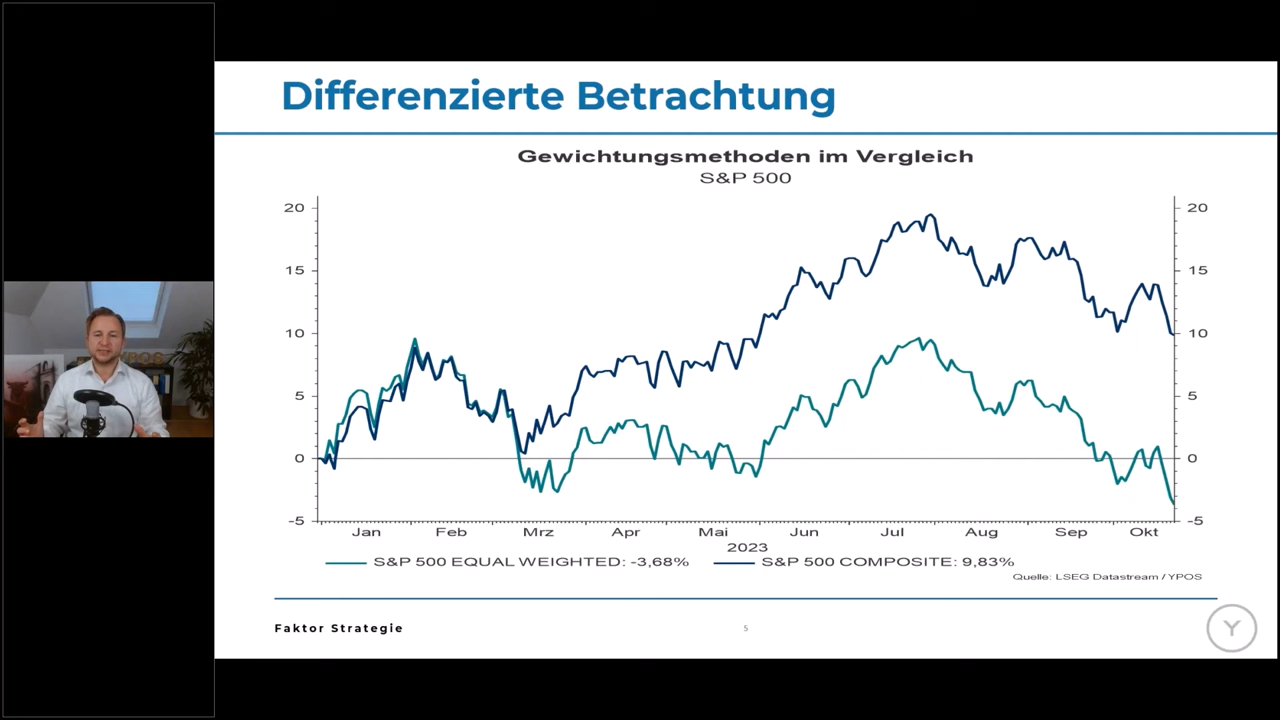 Differenzierte Betrachtung
Gewichtungsmethoden im Vergleich
S&P 500
20 20
15 15
10 10
5 5
0 0
-5 -5
Jan Feb Mrz Apr Mai Jun Jul Aug Sep Okt
2023
S&P 500 EQUAL WEIGHTED: -3,68% S&P 500 COMPOSITE: 9,83%
Quelle: LSEG Datastream / YPOS
Faktor Strategie 5 Y
YPOS